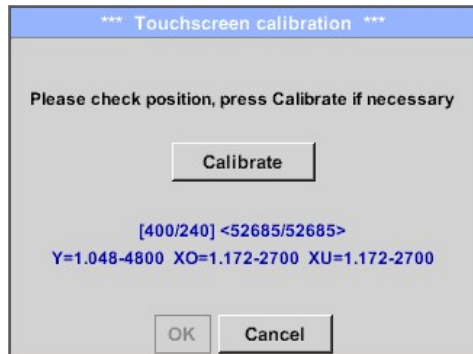 *** Touchscreen calibration ***
Please check position, press Calibrate if necessary
Calibrate
[400/240] <52685/52685>
Y=1.048-4800 XO=1.172-2700 XU=1.172-2700
OK Cancel